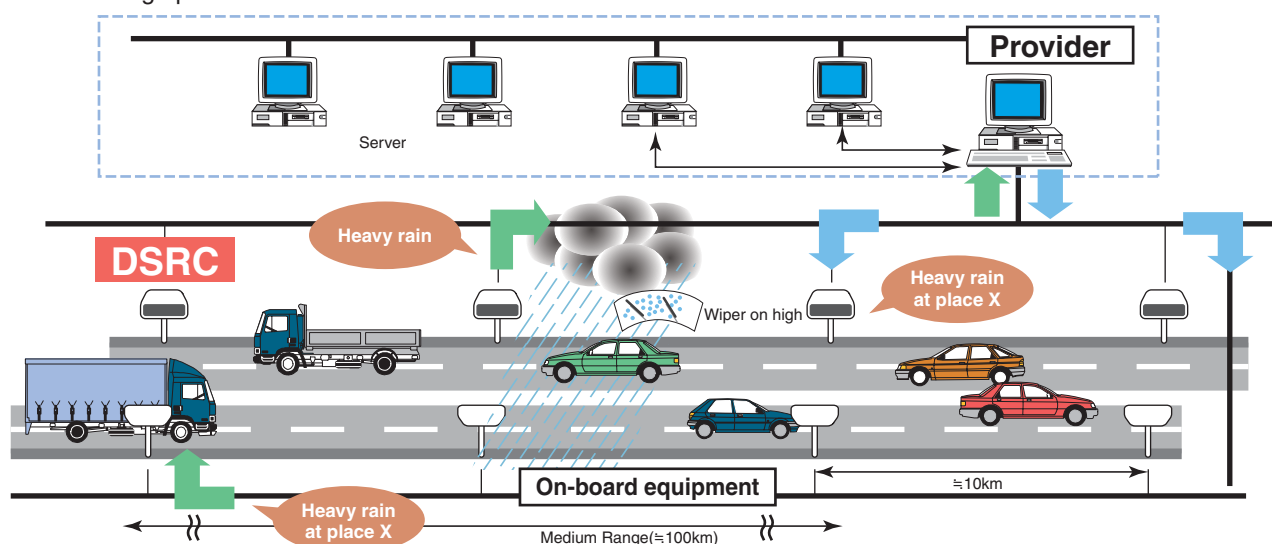 Provider
Server
Heavy rain
DSRC
Heavy rain
at place X
Wiper on high
On-board equipment
≒10km
Heavy rain
at place X
Medium Range(≒100km)